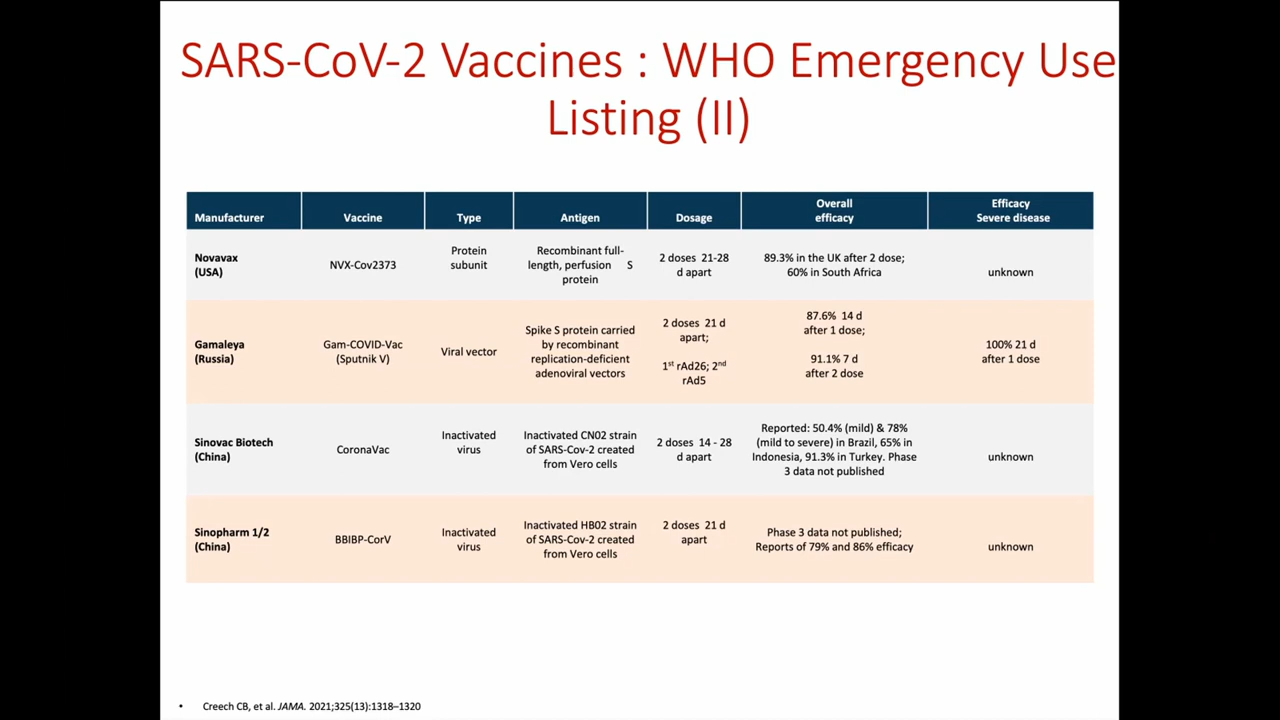 SARS-CoV-2 Vaccines : WHO Emergency Use
Listing (II)
Manufacturer
Vaccine
Type
Antigen
Dosage
Overall
efficacy
Efficacy
Severe disease
Novavax
(USA)
NVX-Cov2373
Protein
subunit
Recombinant full-
length, perfusion S
protein
2 doses 21-28
d apart
89.3% in the UK after 2 dose;
60% in South Africa
unknown
Gamaleya
(Russia)
Gam-COVID-Vac
(Sputnik V)
Viral vector
Spike S protein carried
by recombinant
replication-deficient
adenoviral vectors
2 doses 21 d
apart;
1st rAd26; 2nd
rAd5
87.6% 14 d
after 1 dose;
91.1% 7 d
after 2 dose
100% 21 d
after 1 dose
Sinovac Biotech
(China)
CoronaVac
Inactivated
virus
Inactivated CN02 strain
of SARS-Cov-2 created
from Vero cells
2 doses 14 - 28
d apart
Reported: 50.4% (mild) & 78%
(mild to severe) in Brazil, 65% in
Indonesia, 91.3% in Turkey. Phase
3 data not published
unknown
Sinopharm 1/2
(China)
BBIBP-CorV
Inactivated
virus
Inactivated HB02 strain
of SARS-Cov-2 created
from Vero cells
2 doses 21 d
apart
Phase 3 data not published;
Reports of 79% and 86% efficacy
unknown
• Creech CB, et al. JAMA. 2021;325(13):1318–1320